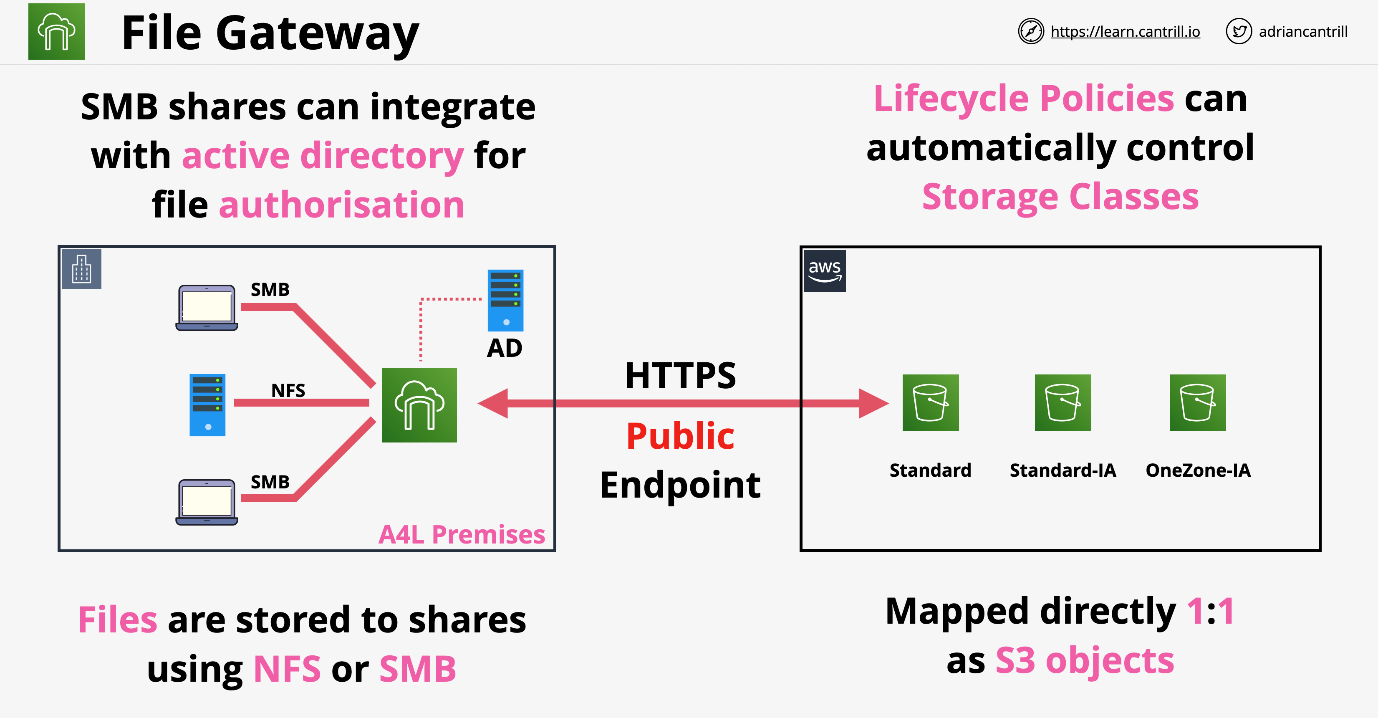 File Gateway
https://learn.cantrill.io
adriancantrill
SMB shares can integrate
with active directory for
file authorisation
Lifecycle Policies can
automatically control
Storage Classes
SMB
NFS
SMB
AD
A4L Premises
HTTPS
Public
Endpoint
aws
Standard
Standard-IA
OneZone-IA
Files are stored to shares
using NFS or SMB
Mapped directly 1:1
as S3 objects